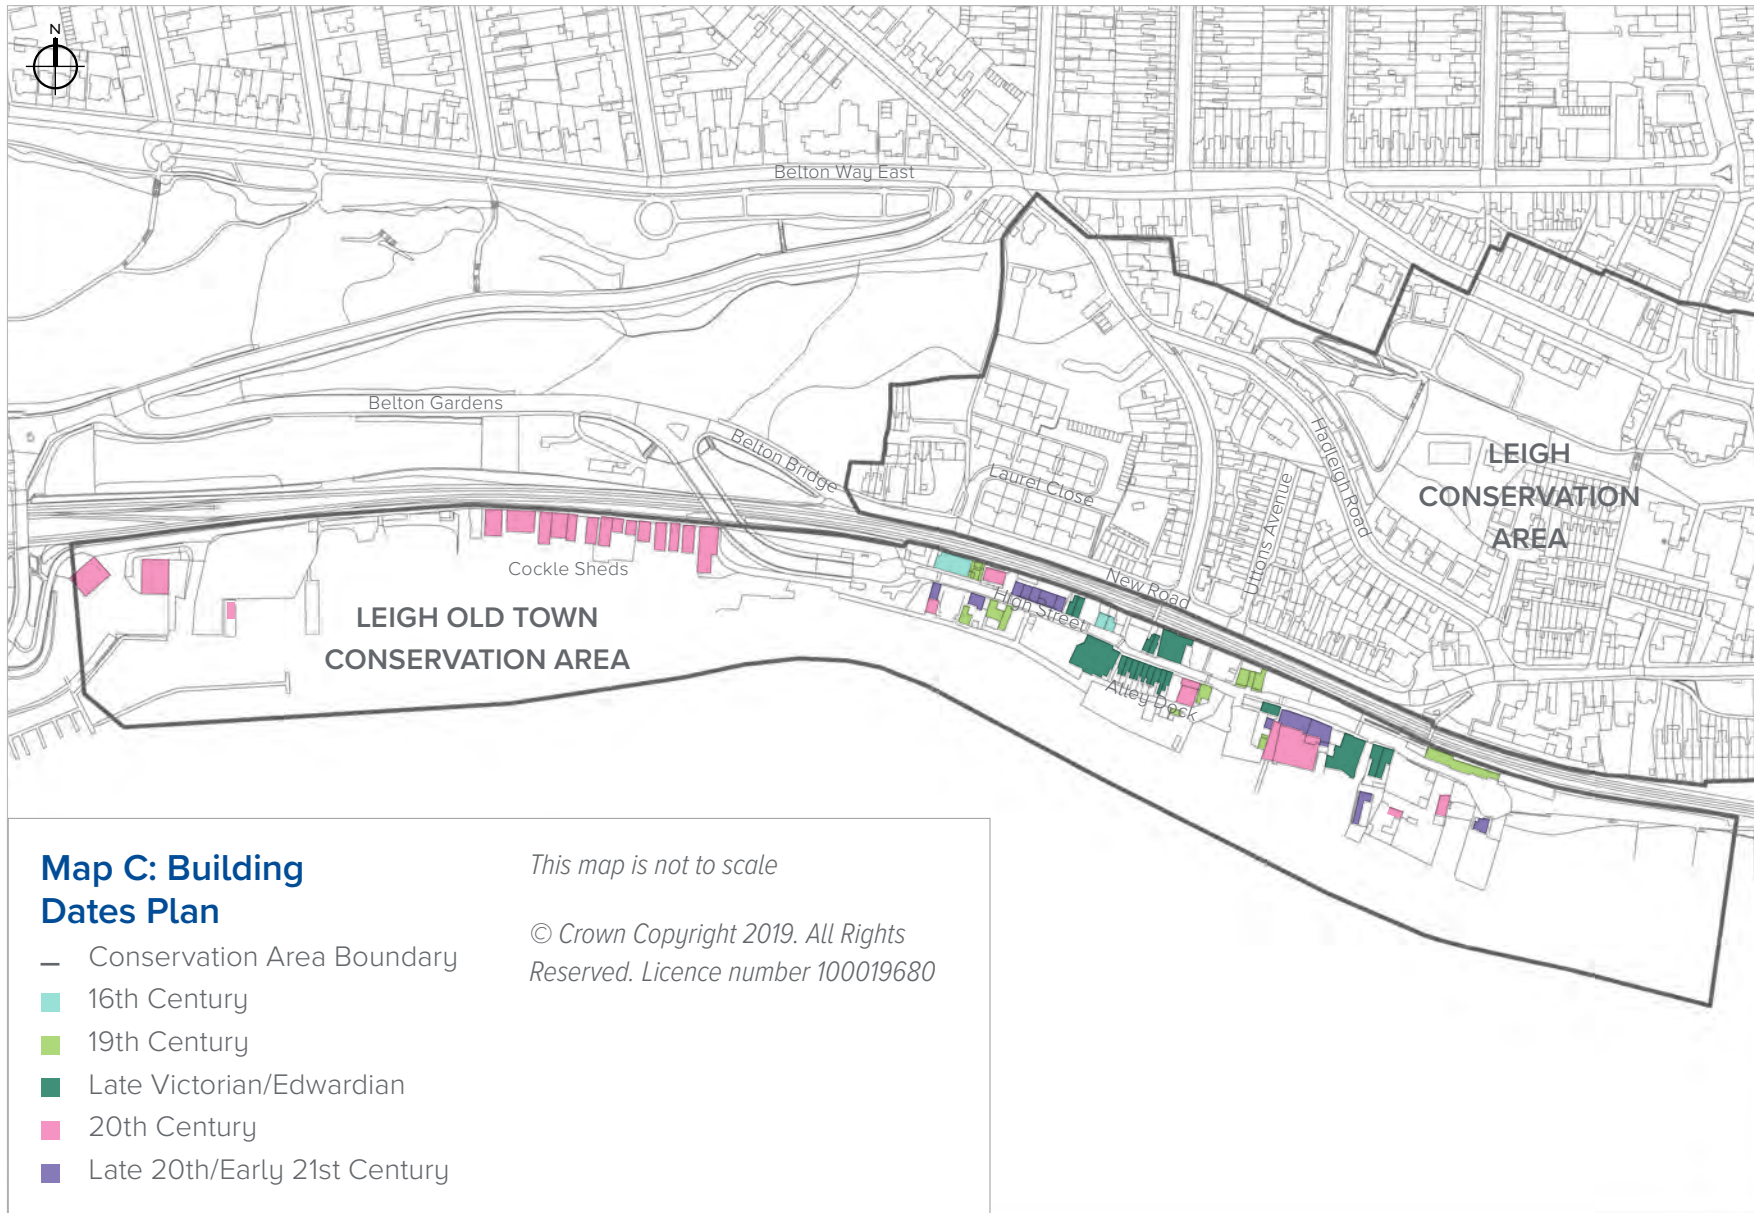 N
Belton Way East
Belton Gardens
Belton Bridge
Laurel Close
Uttons Avenue
Hadleigh Road
LEIGH
CONSERVATION
AREA
New Road
High Street
Cockle Sheds
LEIGH OLD TOWN
CONSERVATION AREA
Alley Dock
Map C: Building
Dates Plan
Conservation Area Boundary
16th Century
19th Century
Late Victorian/Edwardian
20th Century
Late 20th/Early 21st Century
This map is not to scale
© Crown Copyright 2019. All Rights
Reserved. Licence number 100019680